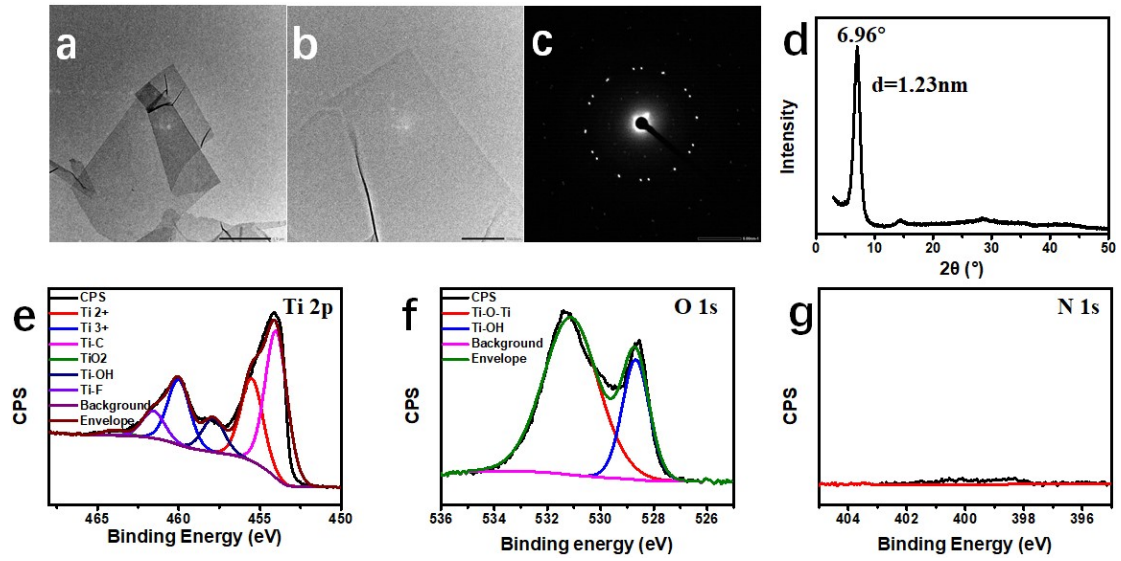 a
b
c
d
6.96°
d=1.23nm
Intensity
0 10 20 30 40 50
2θ (°)
e
CPS
Ti 2+
Ti 3+
Ti-C
TiO2
Ti-OH
Ti-F
Background
Envelope
Ti 2p
CPS
465 460 455 450
Binding Energy (eV)
f
CPS
Ti-O-Ti
Ti-OH
Background
Envelope
O 1s
CPS
536 534 532 530 528 526
Binding energy (eV)
g
N 1s
CPS
404 402 400 398 396
Binding Energy (eV)